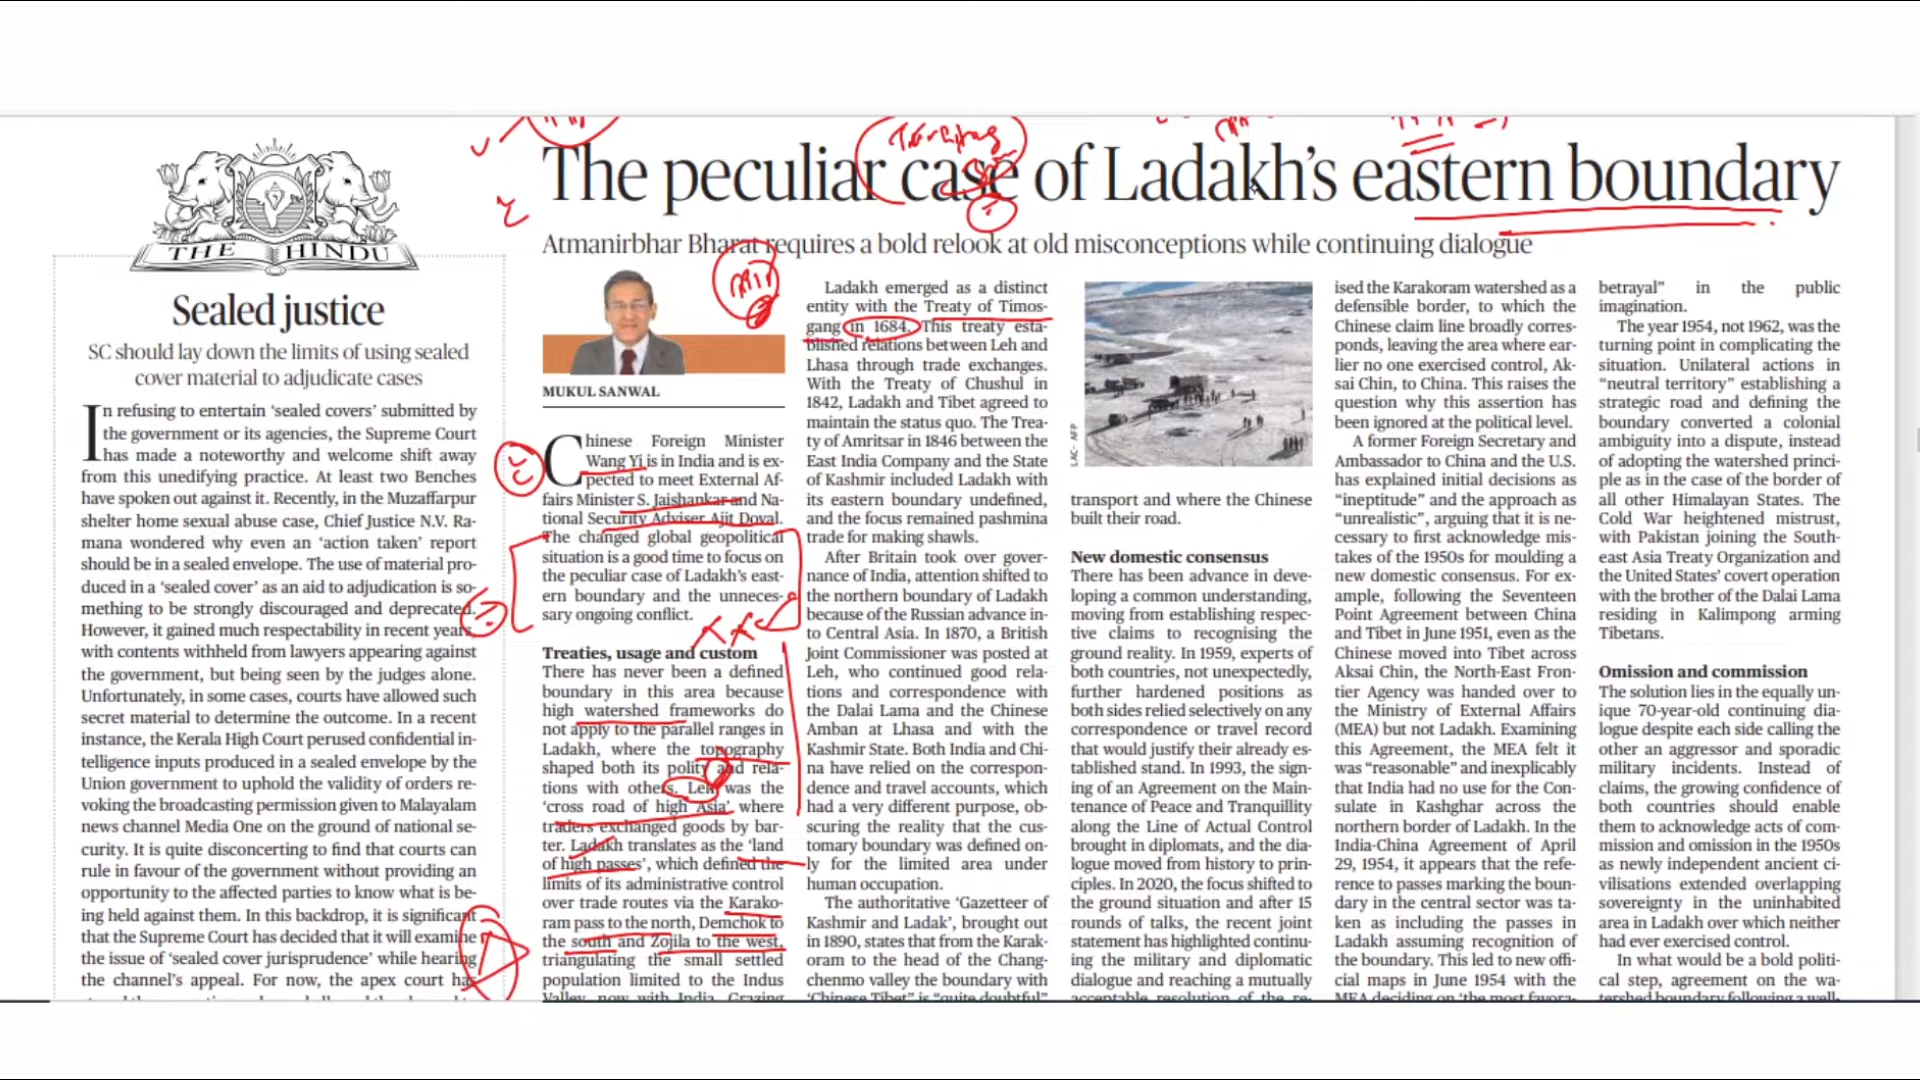 THE HINDU
Sealed justice
SC should lay down the limits of using sealed
cover material to adjudicate cases
In refusing to entertain ‘sealed covers’ submitted by
the government or its agencies, the Supreme Court
has made a noteworthy and welcome shift away
from this unedifying practice. At least two Benches
have spoken out against it. Recently, in the Muzaffarpur
shelter home sexual abuse case, Chief Justice N.V. Ra-
mana wondered why even an ‘action taken’ report
should be in a sealed envelope. The use of material pro-
duced in a ‘sealed cover’ as an aid to adjudication is so-
mething to be strongly discouraged and deprecated.
However, it gained much respectability in recent years,
with contents withheld from lawyers appearing against
the government, but being seen by the judges alone.
Unfortunately, in some cases, courts have allowed such
secret material to determine the outcome. In a recent
instance, the Kerala High Court perused confidential in-
telligence inputs produced in a sealed envelope by the
Union government to uphold the validity of orders re-
voking the broadcasting permission given to Malayalam
news channel Media One on the ground of national se-
curity. It is quite disconcerting to find that courts can
rule in favour of the government without providing an
opportunity to the affected parties to know what is be-
ing held against them. In this backdrop, it is significant
that the Supreme Court has decided that it will examine
the issue of ‘sealed cover jurisprudence’ while hearing
the channel’s appeal. For now, the apex court has
The peculiar case of Ladakh’s eastern boundary
Atmanirbhar Bharat requires a bold relook at old misconceptions while continuing dialogue
MUKUL SANWAL
Chinese Foreign Minister
Wang Yi is in India and is ex-
pected to meet External Af-
fairs Minister S. Jaishankar and Na-
tional Security Adviser Ajit Doval.
The changed global geopolitical
situation is a good time to focus on
the peculiar case of Ladakh’s east-
ern boundary and the unneces-
sary ongoing conflict.
Treaties, usage and custom
There has never been a defined
boundary in this area because
high watershed frameworks do
not apply to the parallel ranges in
Ladakh, where the topography
shaped both its polity and rela-
tions with others. Leh was the
‘cross road of high Asia’, where
traders exchanged goods by bar-
ter. Ladakh translates as the ‘land
of high passes’, which defined the
limits of its administrative control
over trade routes via the Karako-
ram pass to the north, Demchok to
the south and Zojila to the west,
triangulating the small settled
population limited to the Indus
Valley, now with India. Grazing
Ladakh emerged as a distinct
entity with the Treaty of Timos-
gang in 1684. This treaty esta-
blished relations between Leh and
Lhasa through trade exchanges.
With the Treaty of Chushul in
1842, Ladakh and Tibet agreed to
maintain the status quo. The Trea-
ty of Amritsar in 1846 between the
East India Company and the State
of Kashmir included Ladakh with
its eastern boundary undefined,
and the focus remained pashmina
trade for making shawls.
After Britain took over gover-
nance of India, attention shifted to
the northern boundary of Ladakh
because of the Russian advance in-
to Central Asia. In 1870, a British
Joint Commissioner was posted at
Leh, who continued good rela-
tions and correspondence with
the Dalai Lama and the Chinese
Amban at Lhasa and with the
Kashmir State. Both India and Chi-
na have relied on the correspon-
dence and travel accounts, which
had a very different purpose, ob-
scuring the reality that the cus-
tomary boundary was defined on-
ly for the limited area under
human occupation.
The authoritative ‘Gazetteer of
Kashmir and Ladak’, brought out
in 1890, states that from the Karak-
oram to the head of the Chang-
chenmo valley the boundary with
‘Chinese Tibet” is “quite doubtful”
LAC- AFP
transport and where the Chinese
built their road.
New domestic consensus
There has been advance in deve-
loping a common understanding,
moving from establishing respec-
tive claims to recognising the
ground reality. In 1959, experts of
both countries, not unexpectedly,
further hardened positions as
both sides relied selectively on any
correspondence or travel record
that would justify their already es-
tablished stand. In 1993, the sign-
ing of an Agreement on the Main-
tenance of Peace and Tranquillity
along the Line of Actual Control
brought in diplomats, and the dia-
logue moved from history to prin-
ciples. In 2020, the focus shifted to
the ground situation and after 15
rounds of talks, the recent joint
statement has highlighted continu-
ing the military and diplomatic
dialogue and reaching a mutually
acceptable resolution of the re-
ised the Karakoram watershed as a
defensible border, to which the
Chinese claim line broadly corres-
ponds, leaving the area where ear-
lier no one exercised control, Ak-
sai Chin, to China. This raises the
question why this assertion has
been ignored at the political level.
A former Foreign Secretary and
Ambassador to China and the U.S.
has explained initial decisions as
“ineptitude” and the approach as
“unrealistic”, arguing that it is ne-
cessary to first acknowledge mis-
takes of the 1950s for moulding a
new domestic consensus. For ex-
ample, following the Seventeen
Point Agreement between China
and Tibet in June 1951, even as the
Chinese moved into Tibet across
Aksai Chin, the North-East Fron-
tier Agency was handed over to
the Ministry of External Affairs
(MEA) but not Ladakh. Examining
this Agreement, the MEA felt it
was “reasonable” and inexplicably
that India had no use for the Con-
sulate in Kashghar across the
northern border of Ladakh. In the
India-China Agreement of April
29, 1954, it appears that the refe-
rence to passes marking the boun-
dary in the central sector was ta-
ken as including the passes in
Ladakh assuming recognition of
the boundary. This led to new offi-
cial maps in June 1954 with the
MEA deciding on ‘the most favora-
betrayal” in the public
imagination.
The year 1954, not 1962, was the
turning point in complicating the
situation. Unilateral actions in
“neutral territory” establishing a
strategic road and defining the
boundary converted a colonial
ambiguity into a dispute, instead
of adopting the watershed princi-
ple as in the case of the border of
all other Himalayan States. The
Cold War heightened mistrust,
with Pakistan joining the South-
east Asia Treaty Organization and
the United States’ covert operation
with the brother of the Dalai Lama
residing in Kalimpong arming
Tibetans.
Omission and commission
The solution lies in the equally un-
ique 70-year-old continuing dia-
logue despite each side calling the
other an aggressor and sporadic
military incidents. Instead of
claims, the growing confidence of
both countries should enable
them to acknowledge acts of com-
mission and omission in the 1950s
as newly independent ancient ci-
vilisations extended overlapping
sovereignty in the uninhabited
area in Ladakh over which neither
had ever exercised control.
In what would be a bold politi-
cal step, agreement on the wa-
tershed boundary following a well-